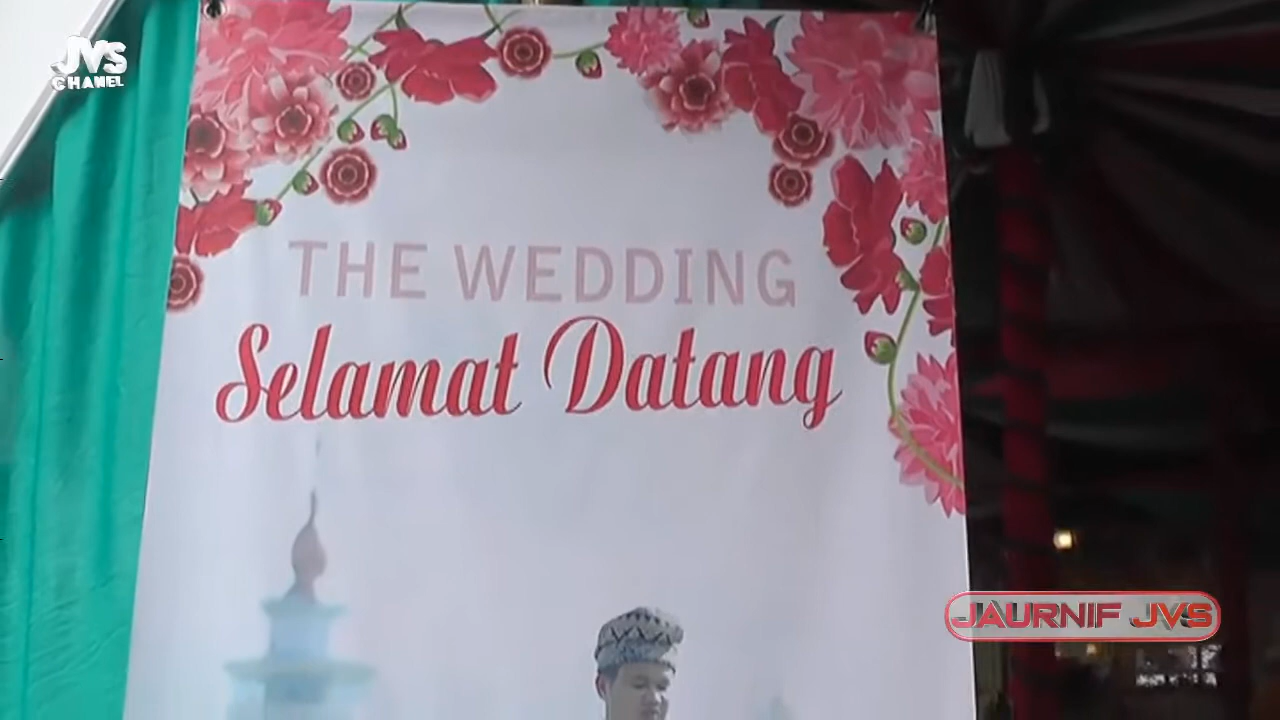 JVS
CHANEL
THE WEDDING
Selamat Datang
JAURNIF JVS